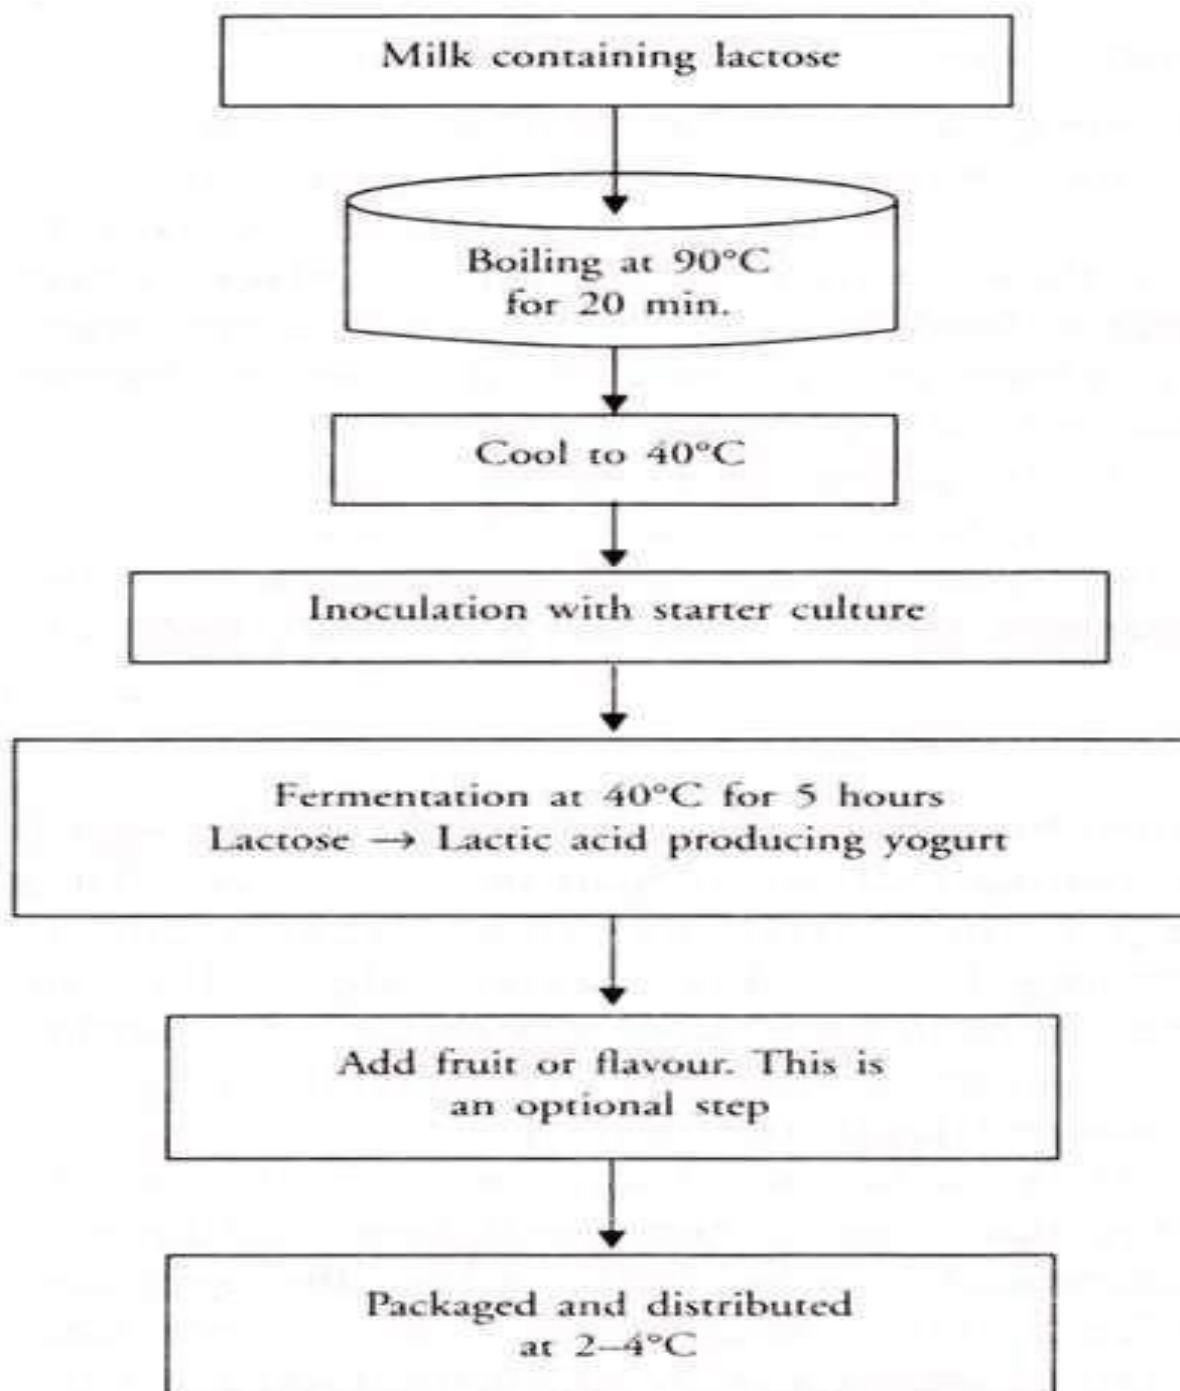 Milk containing lactose
Boiling at 90°C
for 20 min.
Cool to 40°C
Inoculation with starter culture
Fermentation at 40°C for 5 hours
Lactose → Lactic acid producing yogurt
Add fruit or flavour. This is
an optional step
Packaged and distributed
at 2–4°C